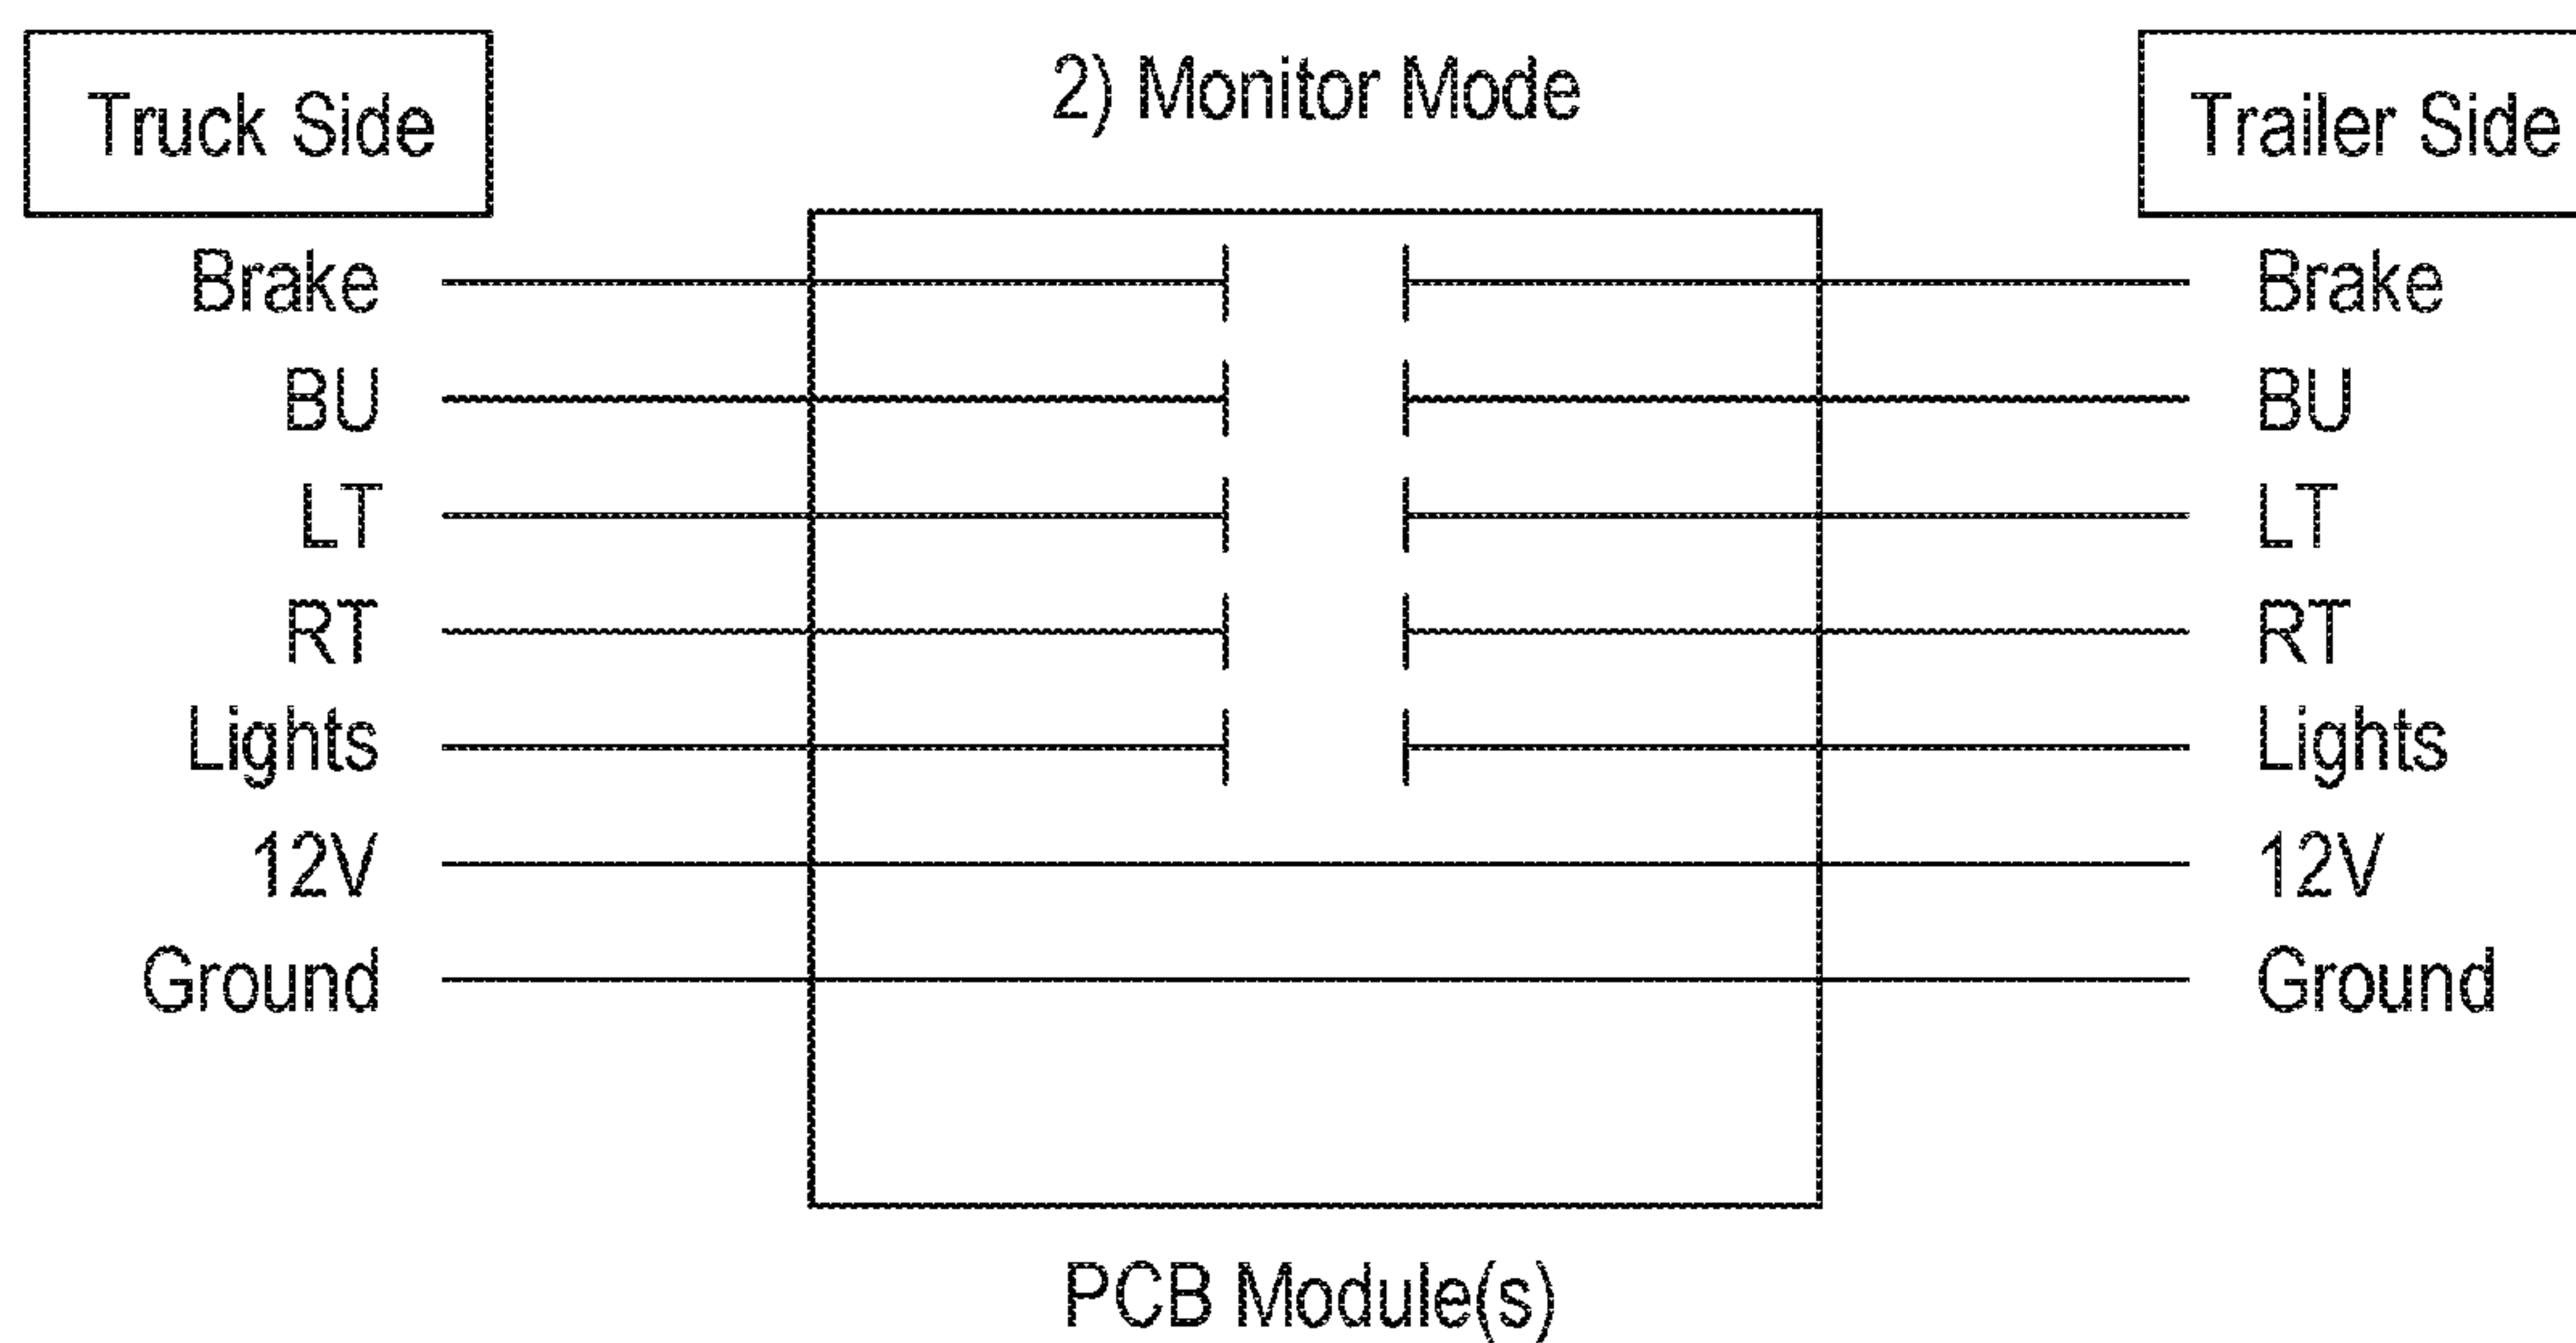 Truck Side
2) Monitor Mode
Trailer Side
Brake
Brake
BU
BU
LT
LT
RT
RT
Lights
Lights
12V
12V
Ground
Ground
PCB Module(s)